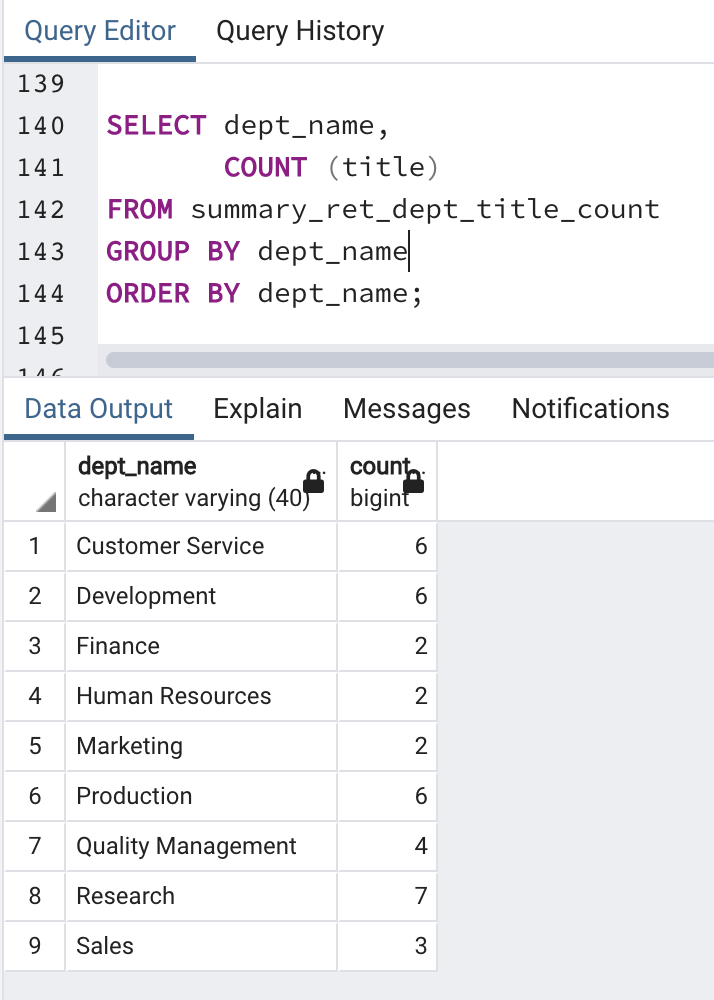 Query Editor Query History
139
140 SELECT dept_name,
141 COUNT (title)
142 FROM summary_ret_dept_title_count
143 GROUP BY dept_name
144 ORDER BY dept_name;
145
146
Data Output Explain Messages Notifications
dept_name count
character varying (40) bigint
1 Customer Service 6
2 Development 6
3 Finance 2
4 Human Resources 2
5 Marketing 2
6 Production 6
7 Quality Management 4
8 Research 7
9 Sales 3